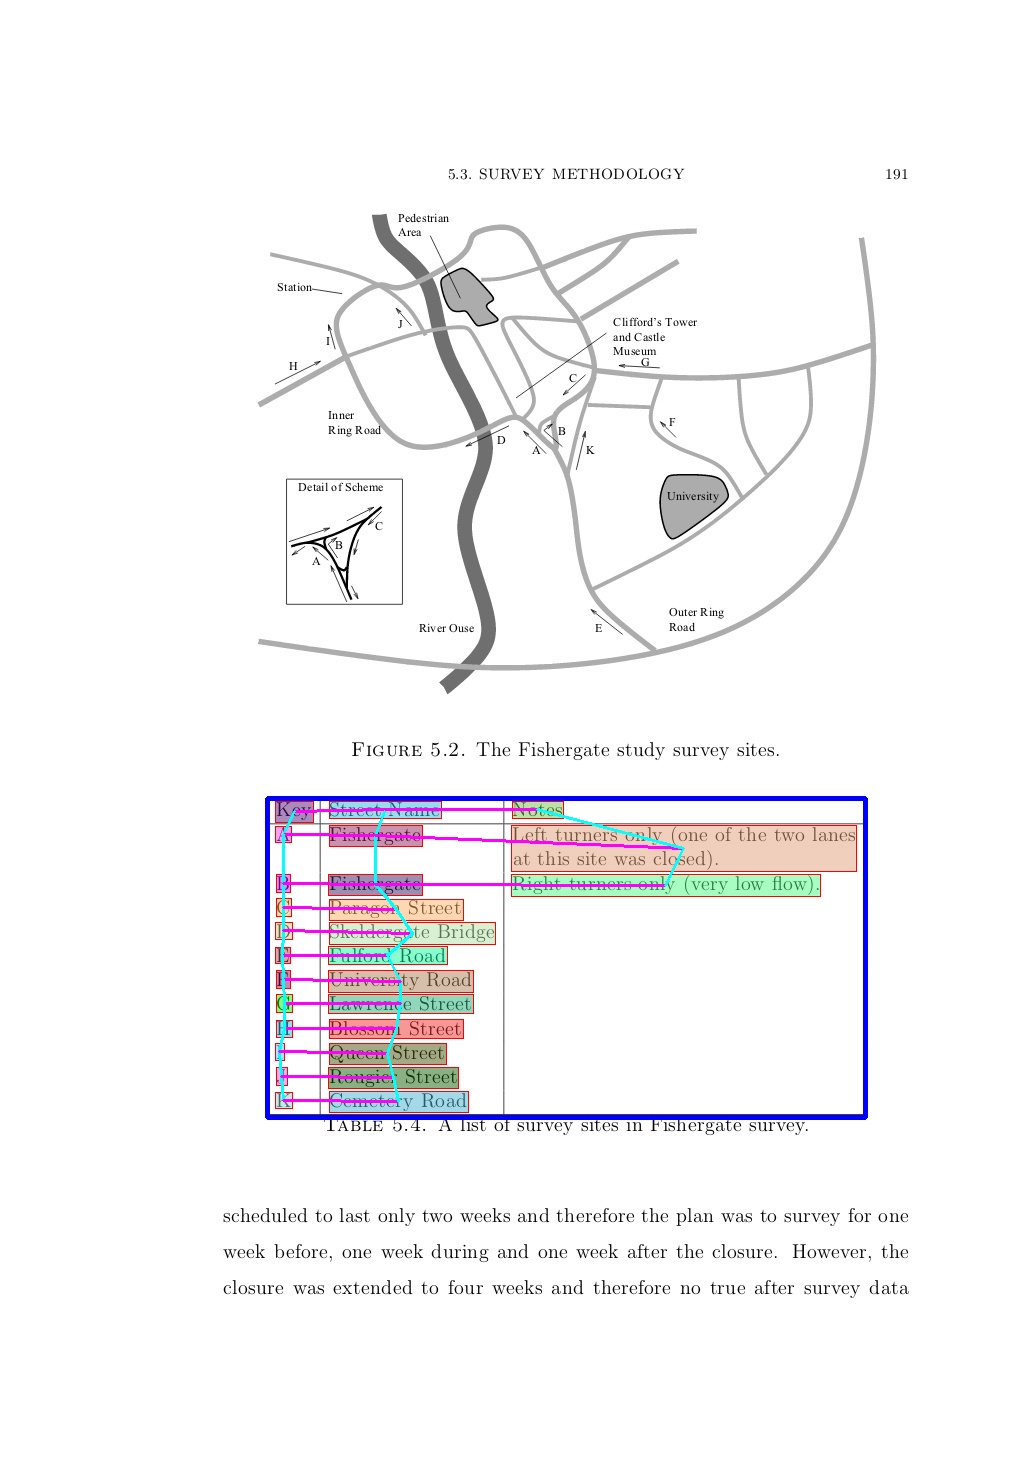 5.3. SURVEY METHODOLOGY 191
Pedestrian
Area
Station
J
I
H
Clifford's Tower
and Castle
Museum
G
C
Inner
Ring Road
D
A
B
K
F
University
Detail of Scheme
C
B
A
River Ouse
E
Outer Ring
Road
FIGURE 5.2. The Fishergate study survey sites.
Key Street Name Notes
A Fishergate Left turners only (one of the two lanes
at this site was closed).
B Fishergate Right turners only (very low flow).
C Paragon Street
D Skeldergate Bridge
E Fulford Road
F University Road
G Lawrence Street
H Blossom Street
I Queen Street
J Rougier Street
K Cemetery Road
TABLE 5.4. A list of survey sites in Fishergate survey.
scheduled to last only two weeks and therefore the plan was to survey for one
week before, one week during and one week after the closure. However, the
closure was extended to four weeks and therefore no true after survey data